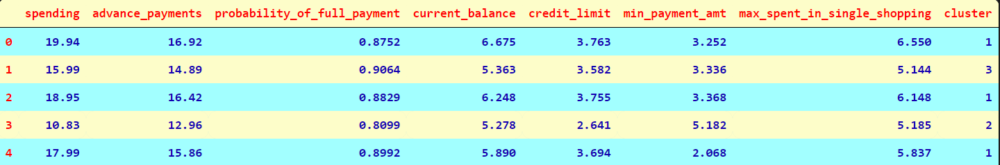 spending advance_payments probability_of_full_payment current_balance credit_limit min_payment_amt max_spent_in_single_shopping cluster
0 19.94 16.92 0.8752 6.675 3.763 3.252 6.550 1
1 15.99 14.89 0.9064 5.363 3.582 3.336 5.144 3
2 18.95 16.42 0.8829 6.248 3.755 3.368 6.148 1
3 10.83 12.96 0.8099 5.278 2.641 5.182 5.185 2
4 17.99 15.86 0.8992 5.890 3.694 2.068 5.837 1